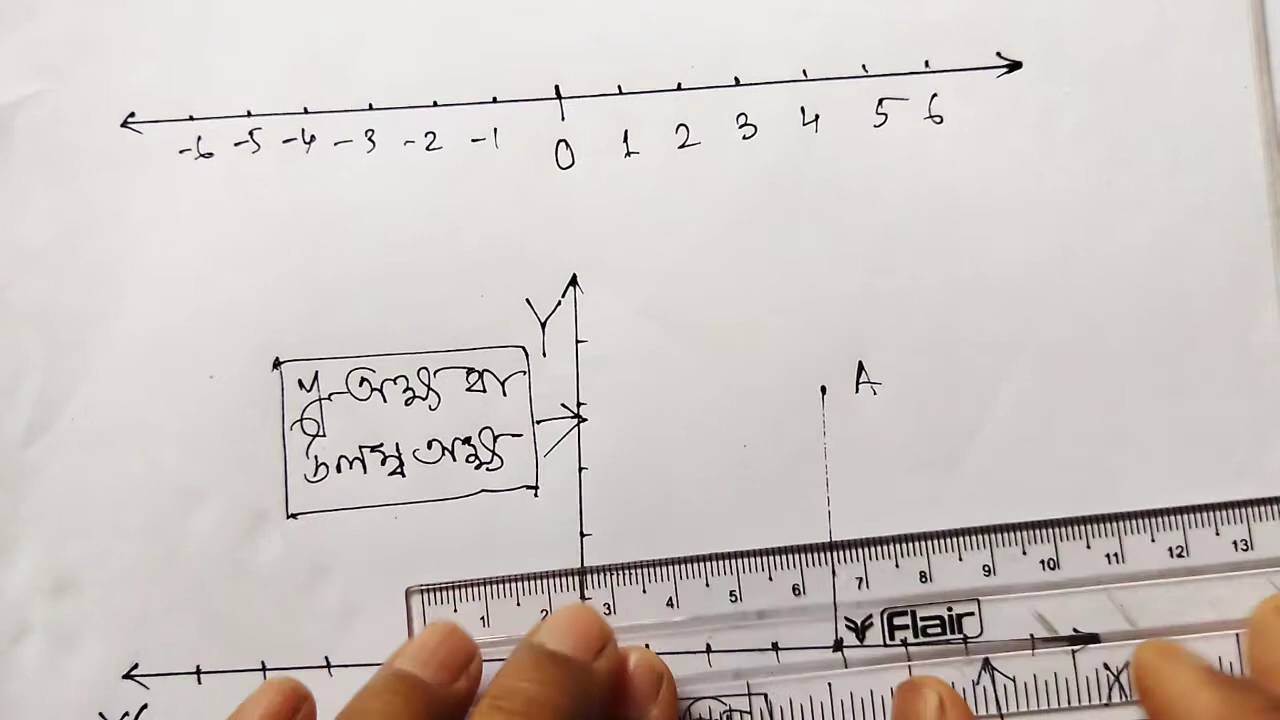 -6 -5 -4 -3 -2 -1 0 1 2 3 4 5 6
Y
য়-অক্ষ বা
উলম্ব অক্ষ
A
1 2 3 4 5 6 7 8 9 10 11 12 13
Flair
X